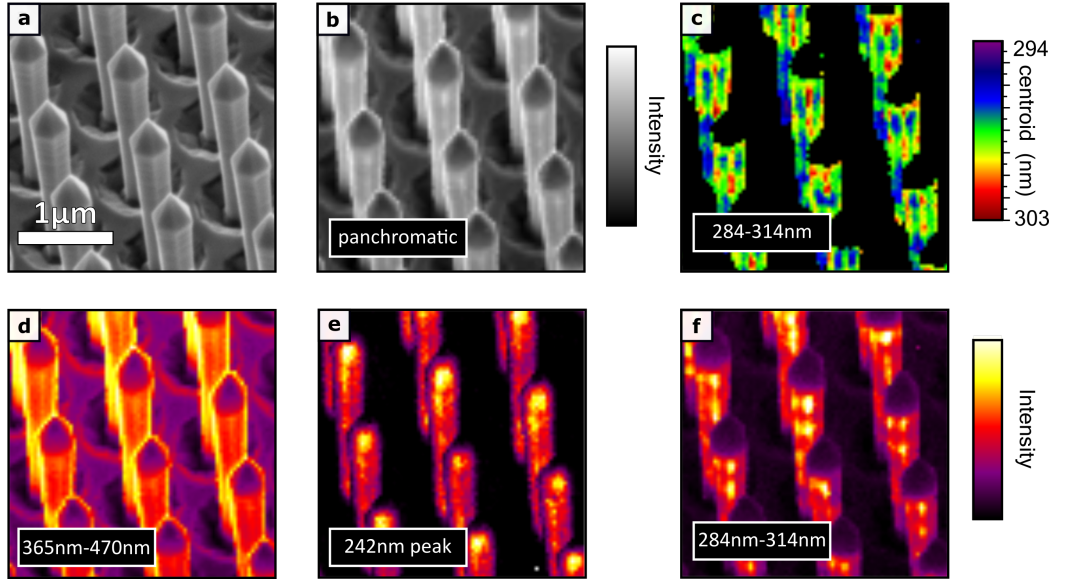 a
1µm
b
panchromatic
Intensity
c
284-314nm
294
centroid (nm)
303
d
365nm-470nm
e
242nm peak
f
284nm-314nm
Intensity